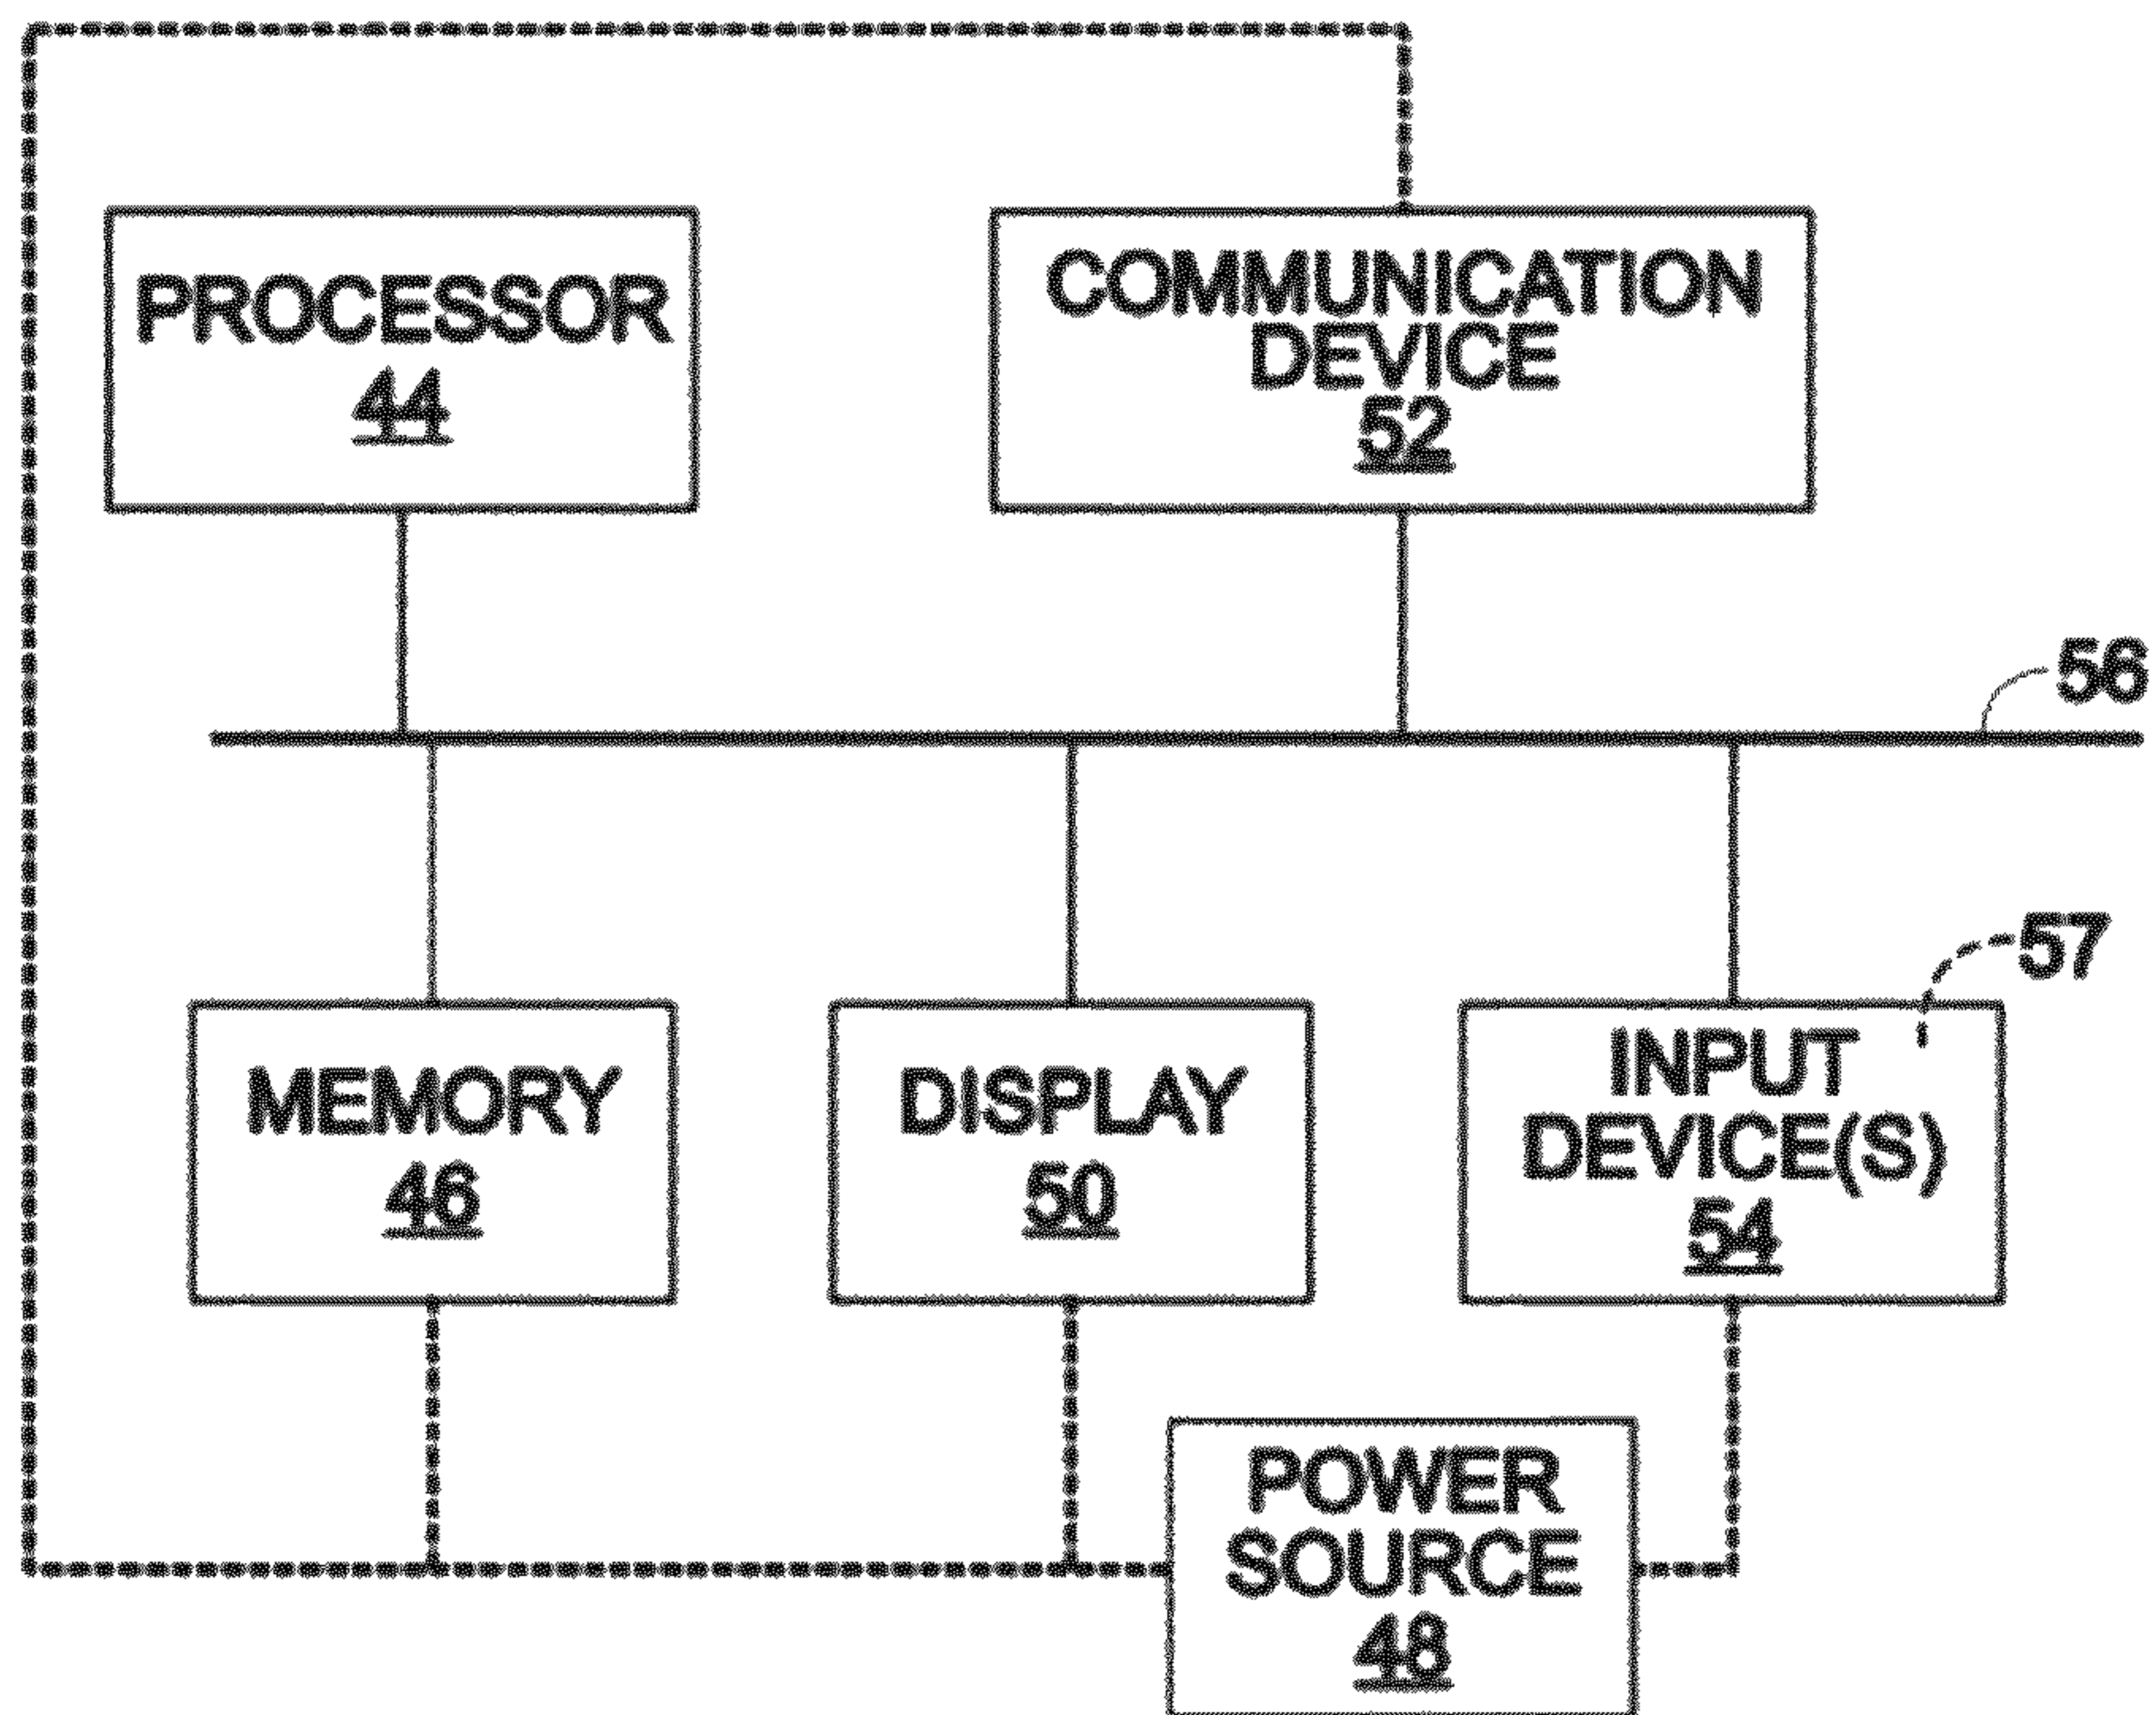 PROCESSOR
44
COMMUNICATION
DEVICE
52
56
57
MEMORY
46
DISPLAY
50
INPUT
DEVICE(S)
54
POWER
SOURCE
48